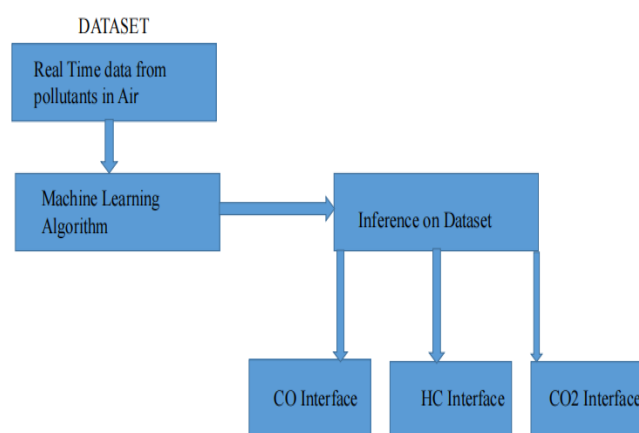 DATASET
Real Time data from
pollutants in Air
Machine Learning
Algorithm
Inference on Dataset
CO Interface
HC Interface
CO2 Interface